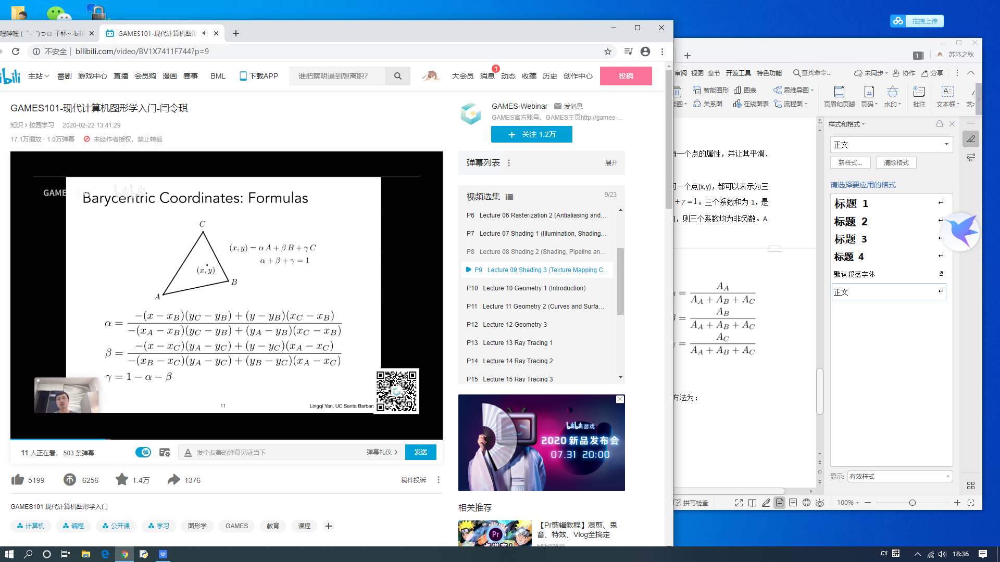 拖拽上传
哩哔哩 (゜-゜)つロ 干杯~-bili
GAMES101-现代计算机图形
不安全
bilibili.com/video/BV1X7411F744?p=9
主站
番剧
游戏中心
直播
会员购
漫画
赛事
BML
下载APP
谁把蔡明逼到想离职?
大会员
消息
1
动态
收藏
历史
创作中心
投稿
GAMES101-现代计算机图形学入门-闫令琪
知识 > 校园学习 2020-02-22 13:41:29
17.1万播放 · 1.0万弹幕 未经作者授权，禁止转载
GAMES-Webinar 发消息
GAMES官方账号。GAMES主页http://games-...
+ 关注 1.2万
弹幕列表
展开
GAME
bilibili
Barycentric Coordinates: Formulas
C
(x, y) = α A + β B + γ C
α + β + γ = 1
(x, y)
B
A
α = −(x − x_B)(y_C − y_B) + (y − y_B)(x_C − x_B) / −(x_A − x_B)(y_C − y_B) + (y_A − y_B)(x_C − x_B)
β = −(x − x_C)(y_A − y_C) + (y − y_C)(x_A − x_C) / −(x_B − x_C)(y_A − y_C) + (y_B − y_C)(x_A − x_C)
γ = 1 − α − β
11
Lingqi Yan, UC Santa Barbar
视频选集
9/23
P6 Lecture 06 Rasterization 2 (Antialiasing and...
P7 Lecture 07 Shading 1 (Illumination, Shading...
P8 Lecture 08 Shading 2 (Shading, Pipeline an...
P9 Lecture 09 Shading 3 (Texture Mapping C...
P10 Lecture 10 Geometry 1 (Introduction)
P11 Lecture 11 Geometry 2 (Curves and Surfa...
P12 Lecture 12 Geometry 3
P13 Lecture 13 Ray Tracing 1
P14 Lecture 14 Ray Tracing 2
P15 Lecture 15 Ray Tracing 3
11 人正在看， 503 条弹幕
弹
发个友善的弹幕见证当下
弹幕礼仪 >
发送
5199
6256
1.4万
1376
稿件投诉
GAMES101 现代计算机图形学入门
计算机
编程
公开课
学习
图形学
GAMES
教育
课程
bilibili 游戏
2020 新品发布会
07.31 20:00
相关推荐
Pr
点进来!
【Pr剪辑教程】混剪、鬼
畜、特效、Vlog全搞定
bilibili课堂
1
苏沐之秋
审阅 视图 章节 开发工具 特色功能 查找命令... 未同步 协作 分享
智能图形
图表
思维导图
能图
关系图
在线图表
流程图
页眉和页脚
页码
水印
批注
文本框
艺
每一个点的属性，并让其平滑、
何一个点(x,y)，都可以表示为三
+ γ = 1。三个系数和为 1，是
，则三个系数均为非负数。A
= A_A / A_A + A_B + A_C
= A_B / A_A + A_B + A_C
= A_C / A_A + A_B + A_C
方法为：
样式和格式
正文
新样式...
清除格式
请选择要应用的格式
标题 1
标题 2
标题 3
标题 4
默认段落字体 a
正文
显示: 有效样式
拼写检查
100%
CH 拼
18:36